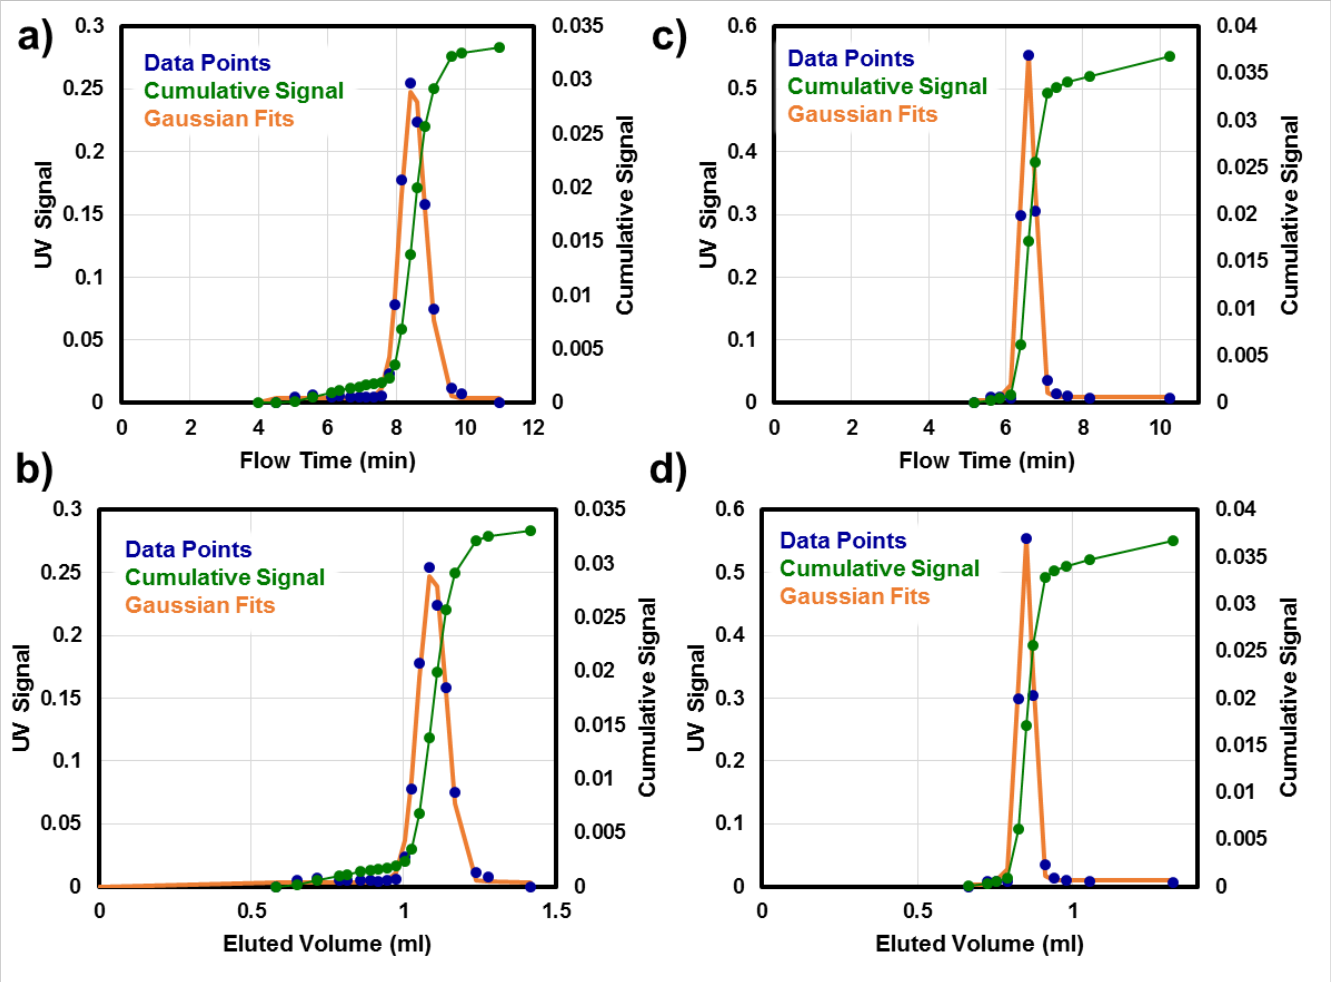 a)
0.3
0.25
0.2
0.15
0.1
0.05
0
UV Signal
Data Points
Cumulative Signal
Gaussian Fits
0.035
0.03
0.025
0.02
0.015
0.01
0.005
0
Cumulative Signal
0 2 4 6 8 10 12
Flow Time (min)
c)
0.6
0.5
0.4
0.3
0.2
0.1
0
UV Signal
Data Points
Cumulative Signal
Gaussian Fits
0.04
0.035
0.03
0.025
0.02
0.015
0.01
0.005
0
Cumulative Signal
0 2 4 6 8 10
Flow Time (min)
b)
0.3
0.25
0.2
0.15
0.1
0.05
0
UV Signal
Data Points
Cumulative Signal
Gaussian Fits
0.035
0.03
0.025
0.02
0.015
0.01
0.005
0
Cumulative Signal
0 0.5 1 1.5
Eluted Volume (ml)
d)
0.6
0.5
0.4
0.3
0.2
0.1
0
UV Signal
Data Points
Cumulative Signal
Gaussian Fits
0.04
0.035
0.03
0.025
0.02
0.015
0.01
0.005
0
Cumulative Signal
0 0.5 1
Eluted Volume (ml)